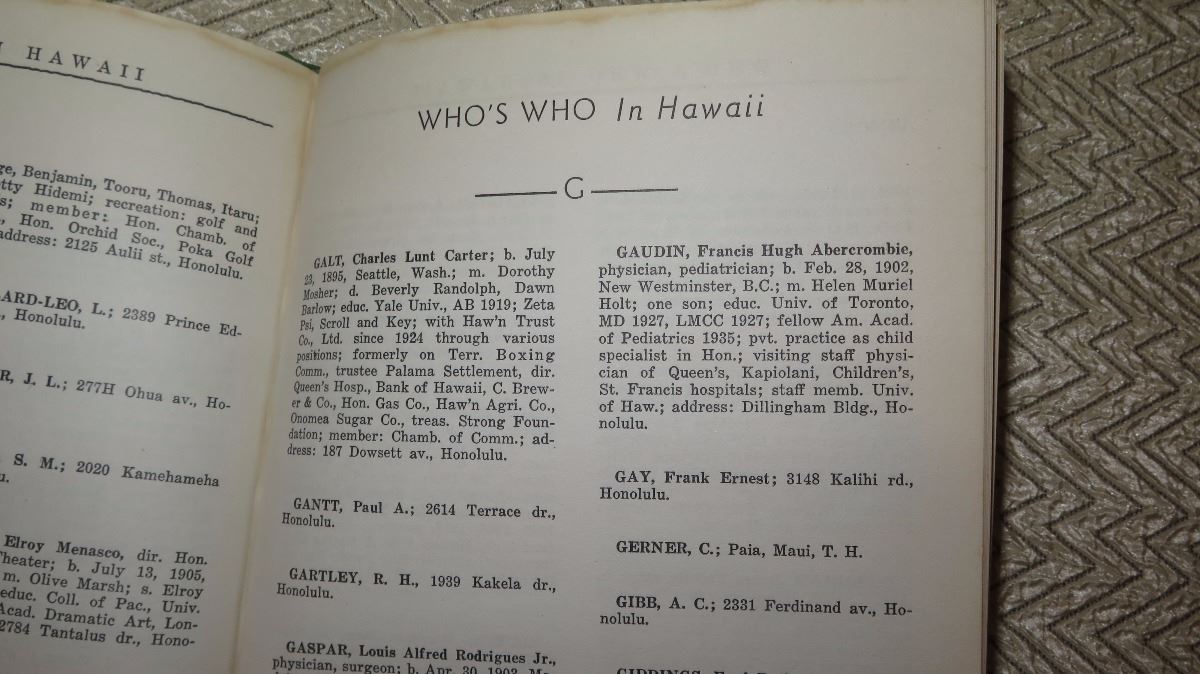 HAWAII
Benjamin, Tooru, Thomas, Itaru;
Hidemi; recreation: golf and
member: Hon. Chamb. of
Hon. Orchid Soc., Poka Golf
address: 2125 Aulii st., Honolulu.
ARD-LEO, L.; 2389 Prince Ed-
Honolulu.
R, J. L.; 277H Ohua av., Ho-
S. M.; 2020 Kamehameha
Elroy Menasco, dir. Hon.
Theater; b. July 13, 1905,
m. Olive Marsh; s. Elroy
educ. Coll. of Pac., Univ.
Acad. Dramatic Art, Lon-
2784 Tantalus dr., Hono-
WHO'S WHO In Hawaii
G
GALT, Charles Lunt Carter; b. July
23, 1895, Seattle, Wash.; m. Dorothy
Mosher; d. Beverly Randolph, Dawn
Barlow; educ. Yale Univ., AB 1919; Zeta
Psi, Scroll and Key; with Haw'n Trust
Co., Ltd. since 1924 through various
positions; formerly on Terr. Boxing
Comm., trustee Palama Settlement, dir.
Queen's Hosp., Bank of Hawaii, C. Brew-
er & Co., Hon. Gas Co., Haw'n Agri. Co.,
Onomea Sugar Co., treas. Strong Foun-
dation; member: Chamb. of Comm.; ad-
dress: 187 Dowsett av., Honolulu.
GANTT, Paul A.; 2614 Terrace dr.,
Honolulu.
GARTLEY, R. H., 1939 Kakela dr.,
Honolulu.
GASPAR, Louis Alfred Rodrigues Jr.,
physician, surgeon; b. Apr. 30, 1902,
GAUDIN, Francis Hugh Abercrombie,
physician, pediatrician; b. Feb. 28, 1902,
New Westminster, B.C.; m. Helen Muriel
Holt; one son; educ. Univ. of Toronto,
MD 1927, LMCC 1927; fellow Am. Acad.
of Pediatrics 1935; pvt. practice as child
specialist in Hon.; visiting staff physi-
cian of Queen's, Kapiolani, Children's,
St. Francis hospitals; staff memb. Univ.
of Haw.; address: Dillingham Bldg., Ho-
nolulu.
GAY, Frank Ernest; 3148 Kalihi rd.,
Honolulu.
GERNER, C.; Paia, Maui, T. H.
GIBB, A. C.; 2331 Ferdinand av., Ho-
nolulu.